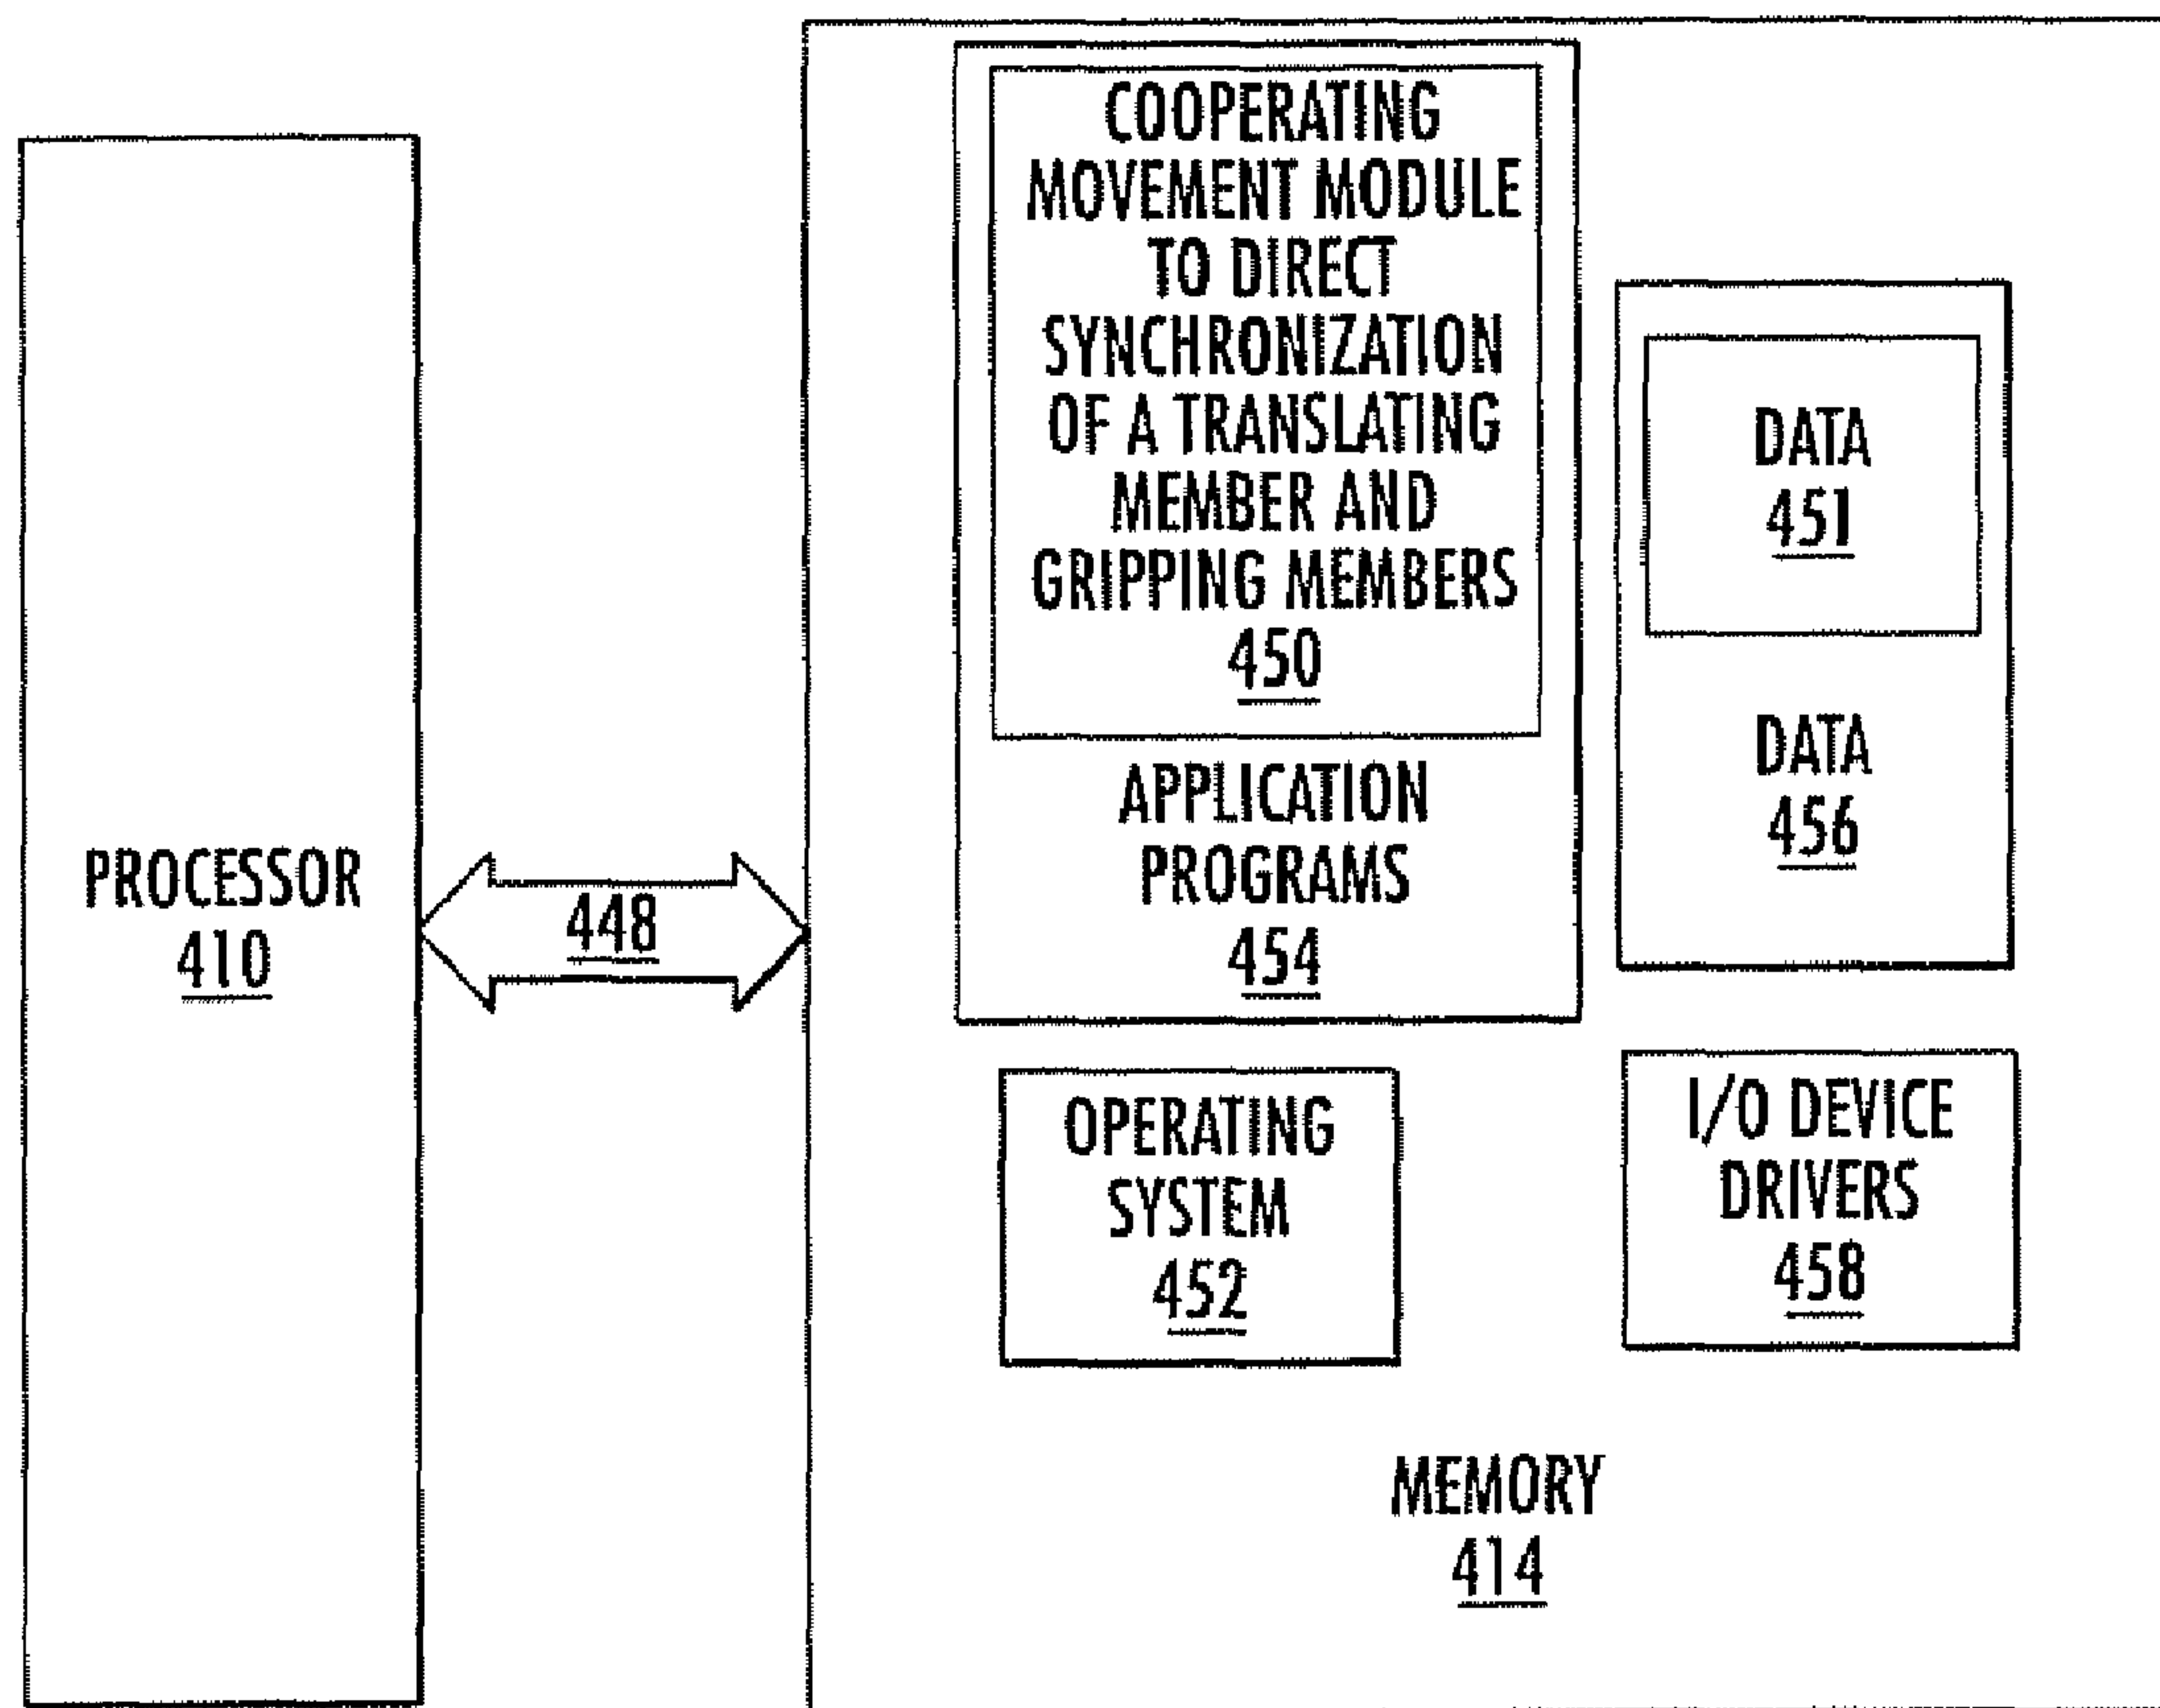 PROCESSOR
410
448
COOPERATING
MOVEMENT MODULE
TO DIRECT
SYNCHRONIZATION
OF A TRANSLATING
MEMBER AND
GRIPPING MEMBERS
450
APPLICATION
PROGRAMS
454
DATA
451
DATA
456
OPERATING
SYSTEM
452
I/O DEVICE
DRIVERS
458
MEMORY
414